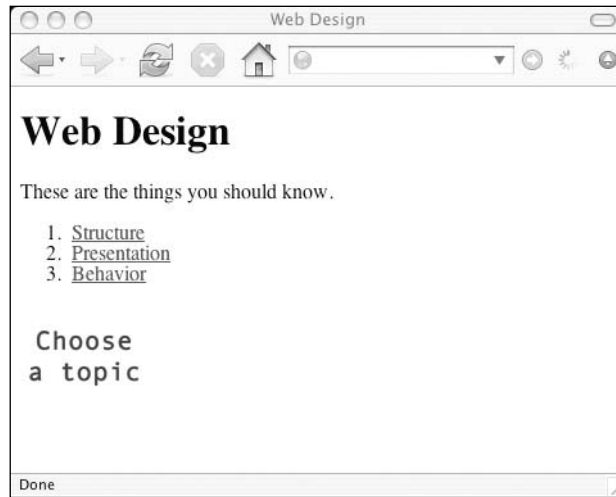 Web Design
Web Design
These are the things you should know.
1. Structure
2. Presentation
3. Behavior
Choose
a topic
Done